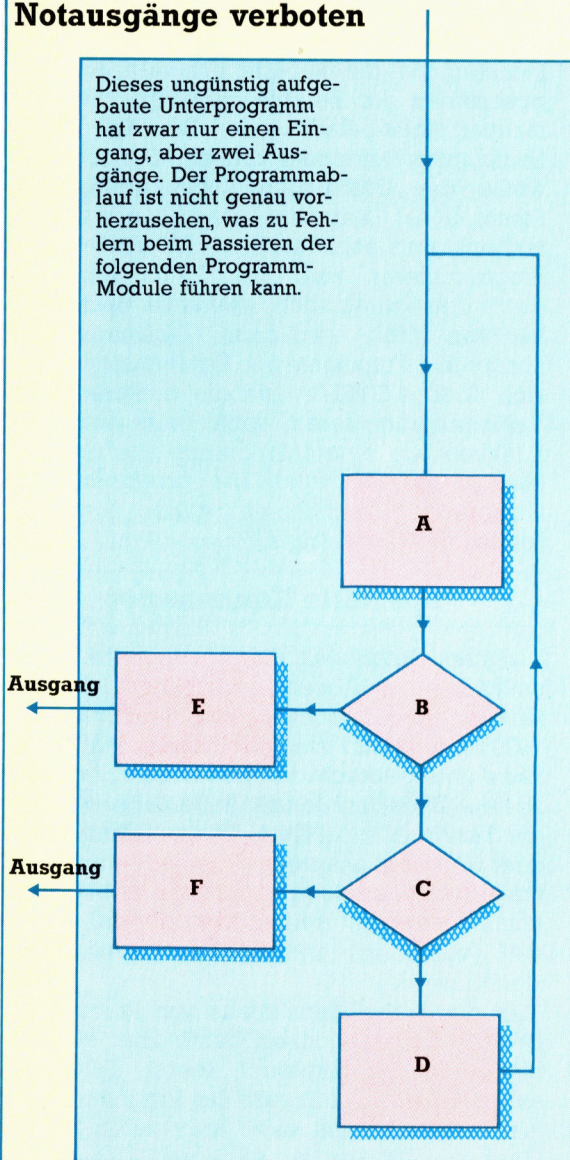 Notausgänge verboten
Dieses ungünstig aufge-
baute Unterprogramm
hat zwar nur einen Ein-
gang, aber zwei Aus-
gänge. Der Programmab-
lauf ist nicht genau vor-
herzusehen, was zu Feh-
lern beim Passieren der
folgenden Programm-
Module führen kann.
A
Ausgang
E
B
Ausgang
F
C
D